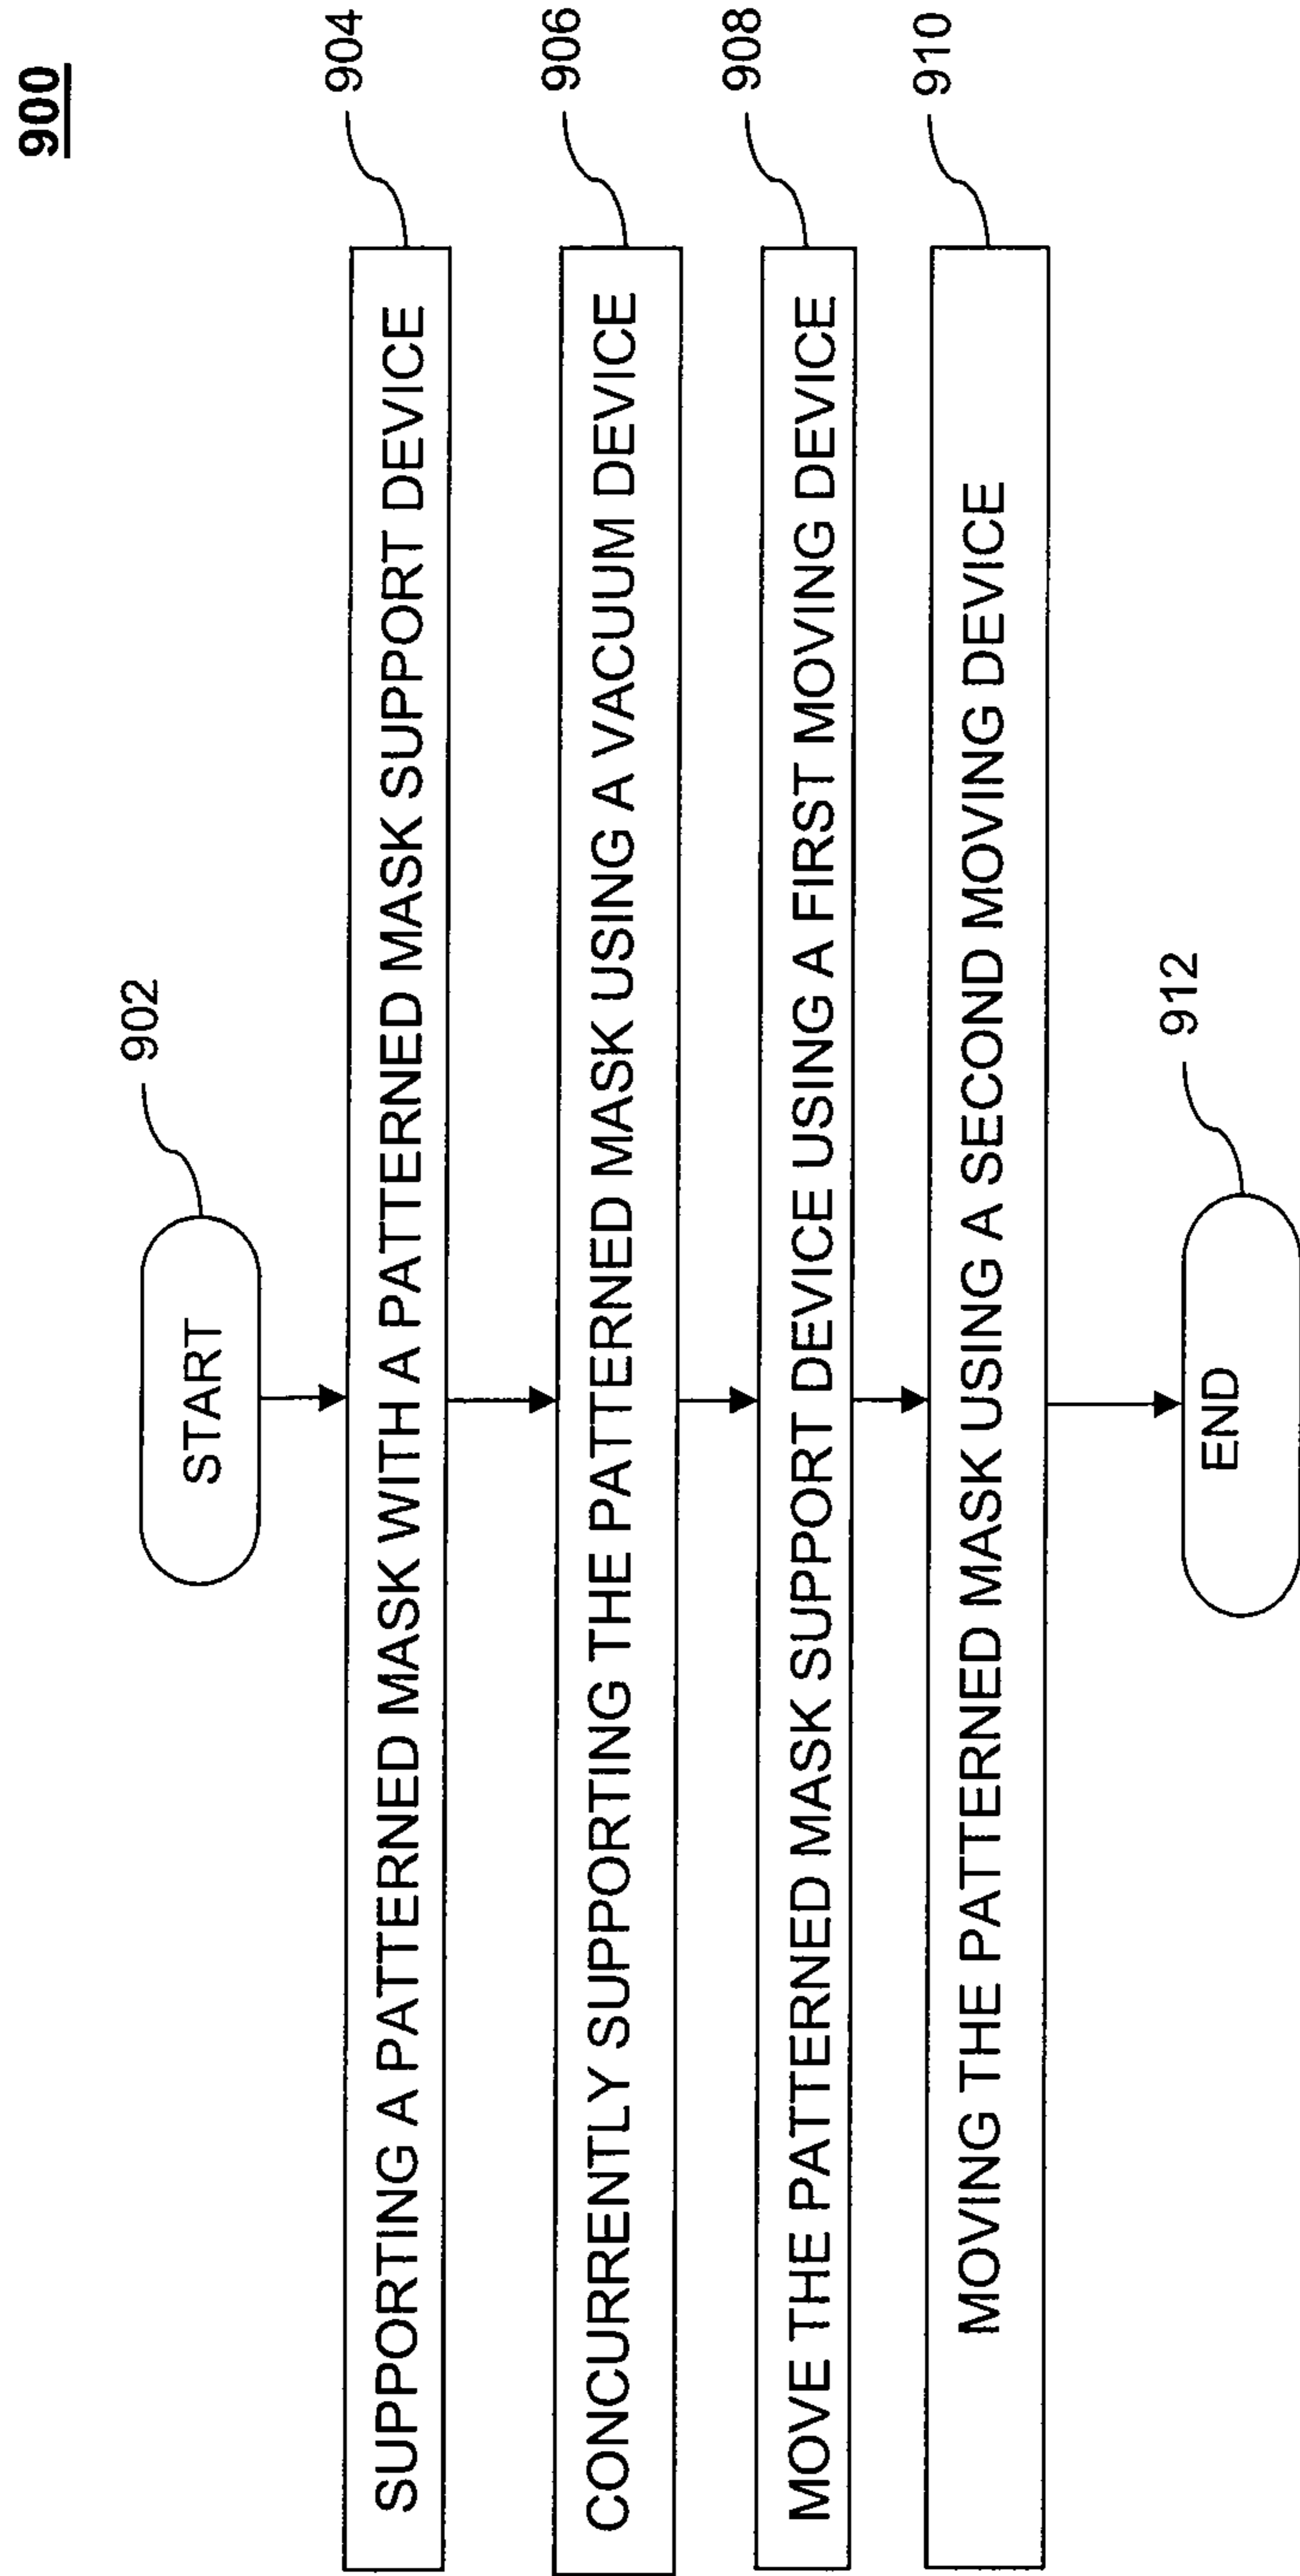 900
START
902
SUPPORTING A PATTERNED MASK WITH A PATTERNED MASK SUPPORT DEVICE
904
CONCURRENTLY SUPPORTING THE PATTERNED MASK USING A VACUUM DEVICE
906
MOVE THE PATTERNED MASK SUPPORT DEVICE USING A FIRST MOVING DEVICE
908
MOVING THE PATTERNED MASK USING A SECOND MOVING DEVICE
910
END
912